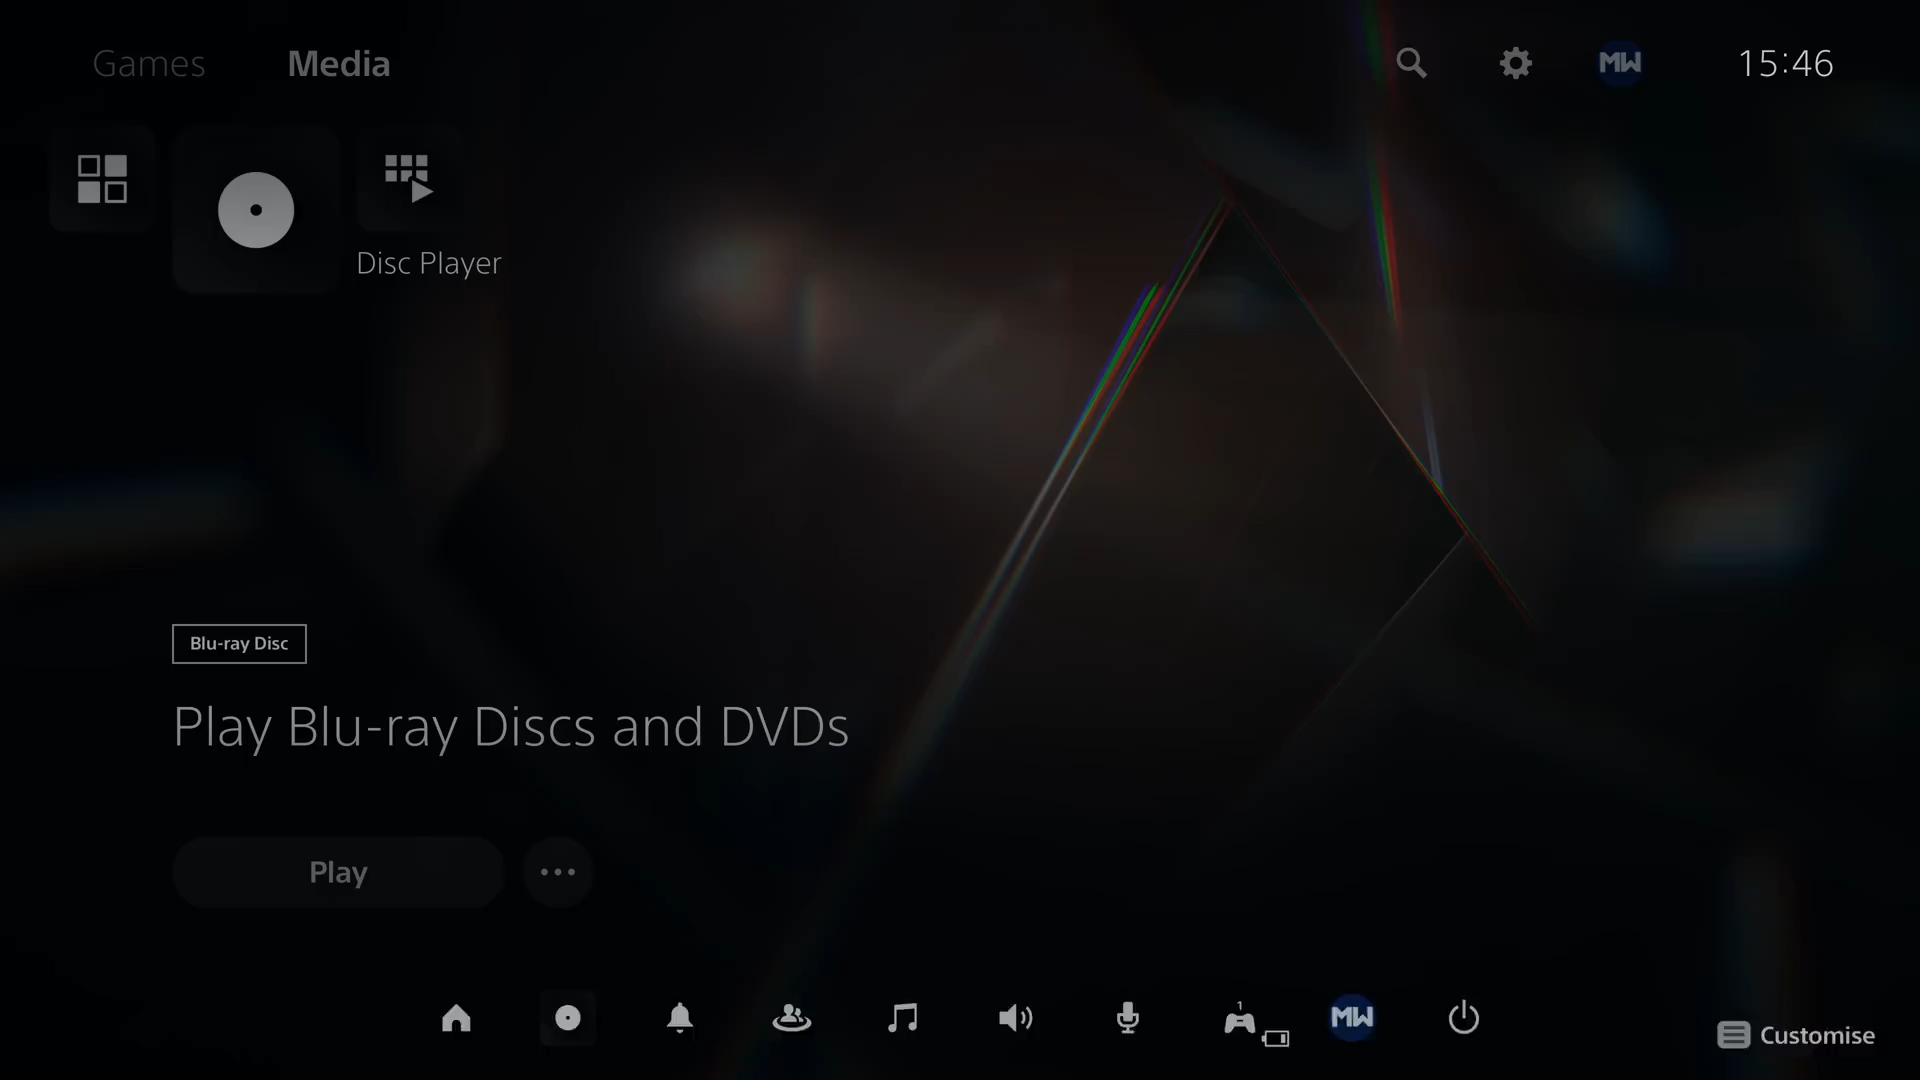 Games
Media
MW
15:46
Disc Player
Blu-ray Disc
Play Blu-ray Discs and DVDs
Play
1
MW
Customise